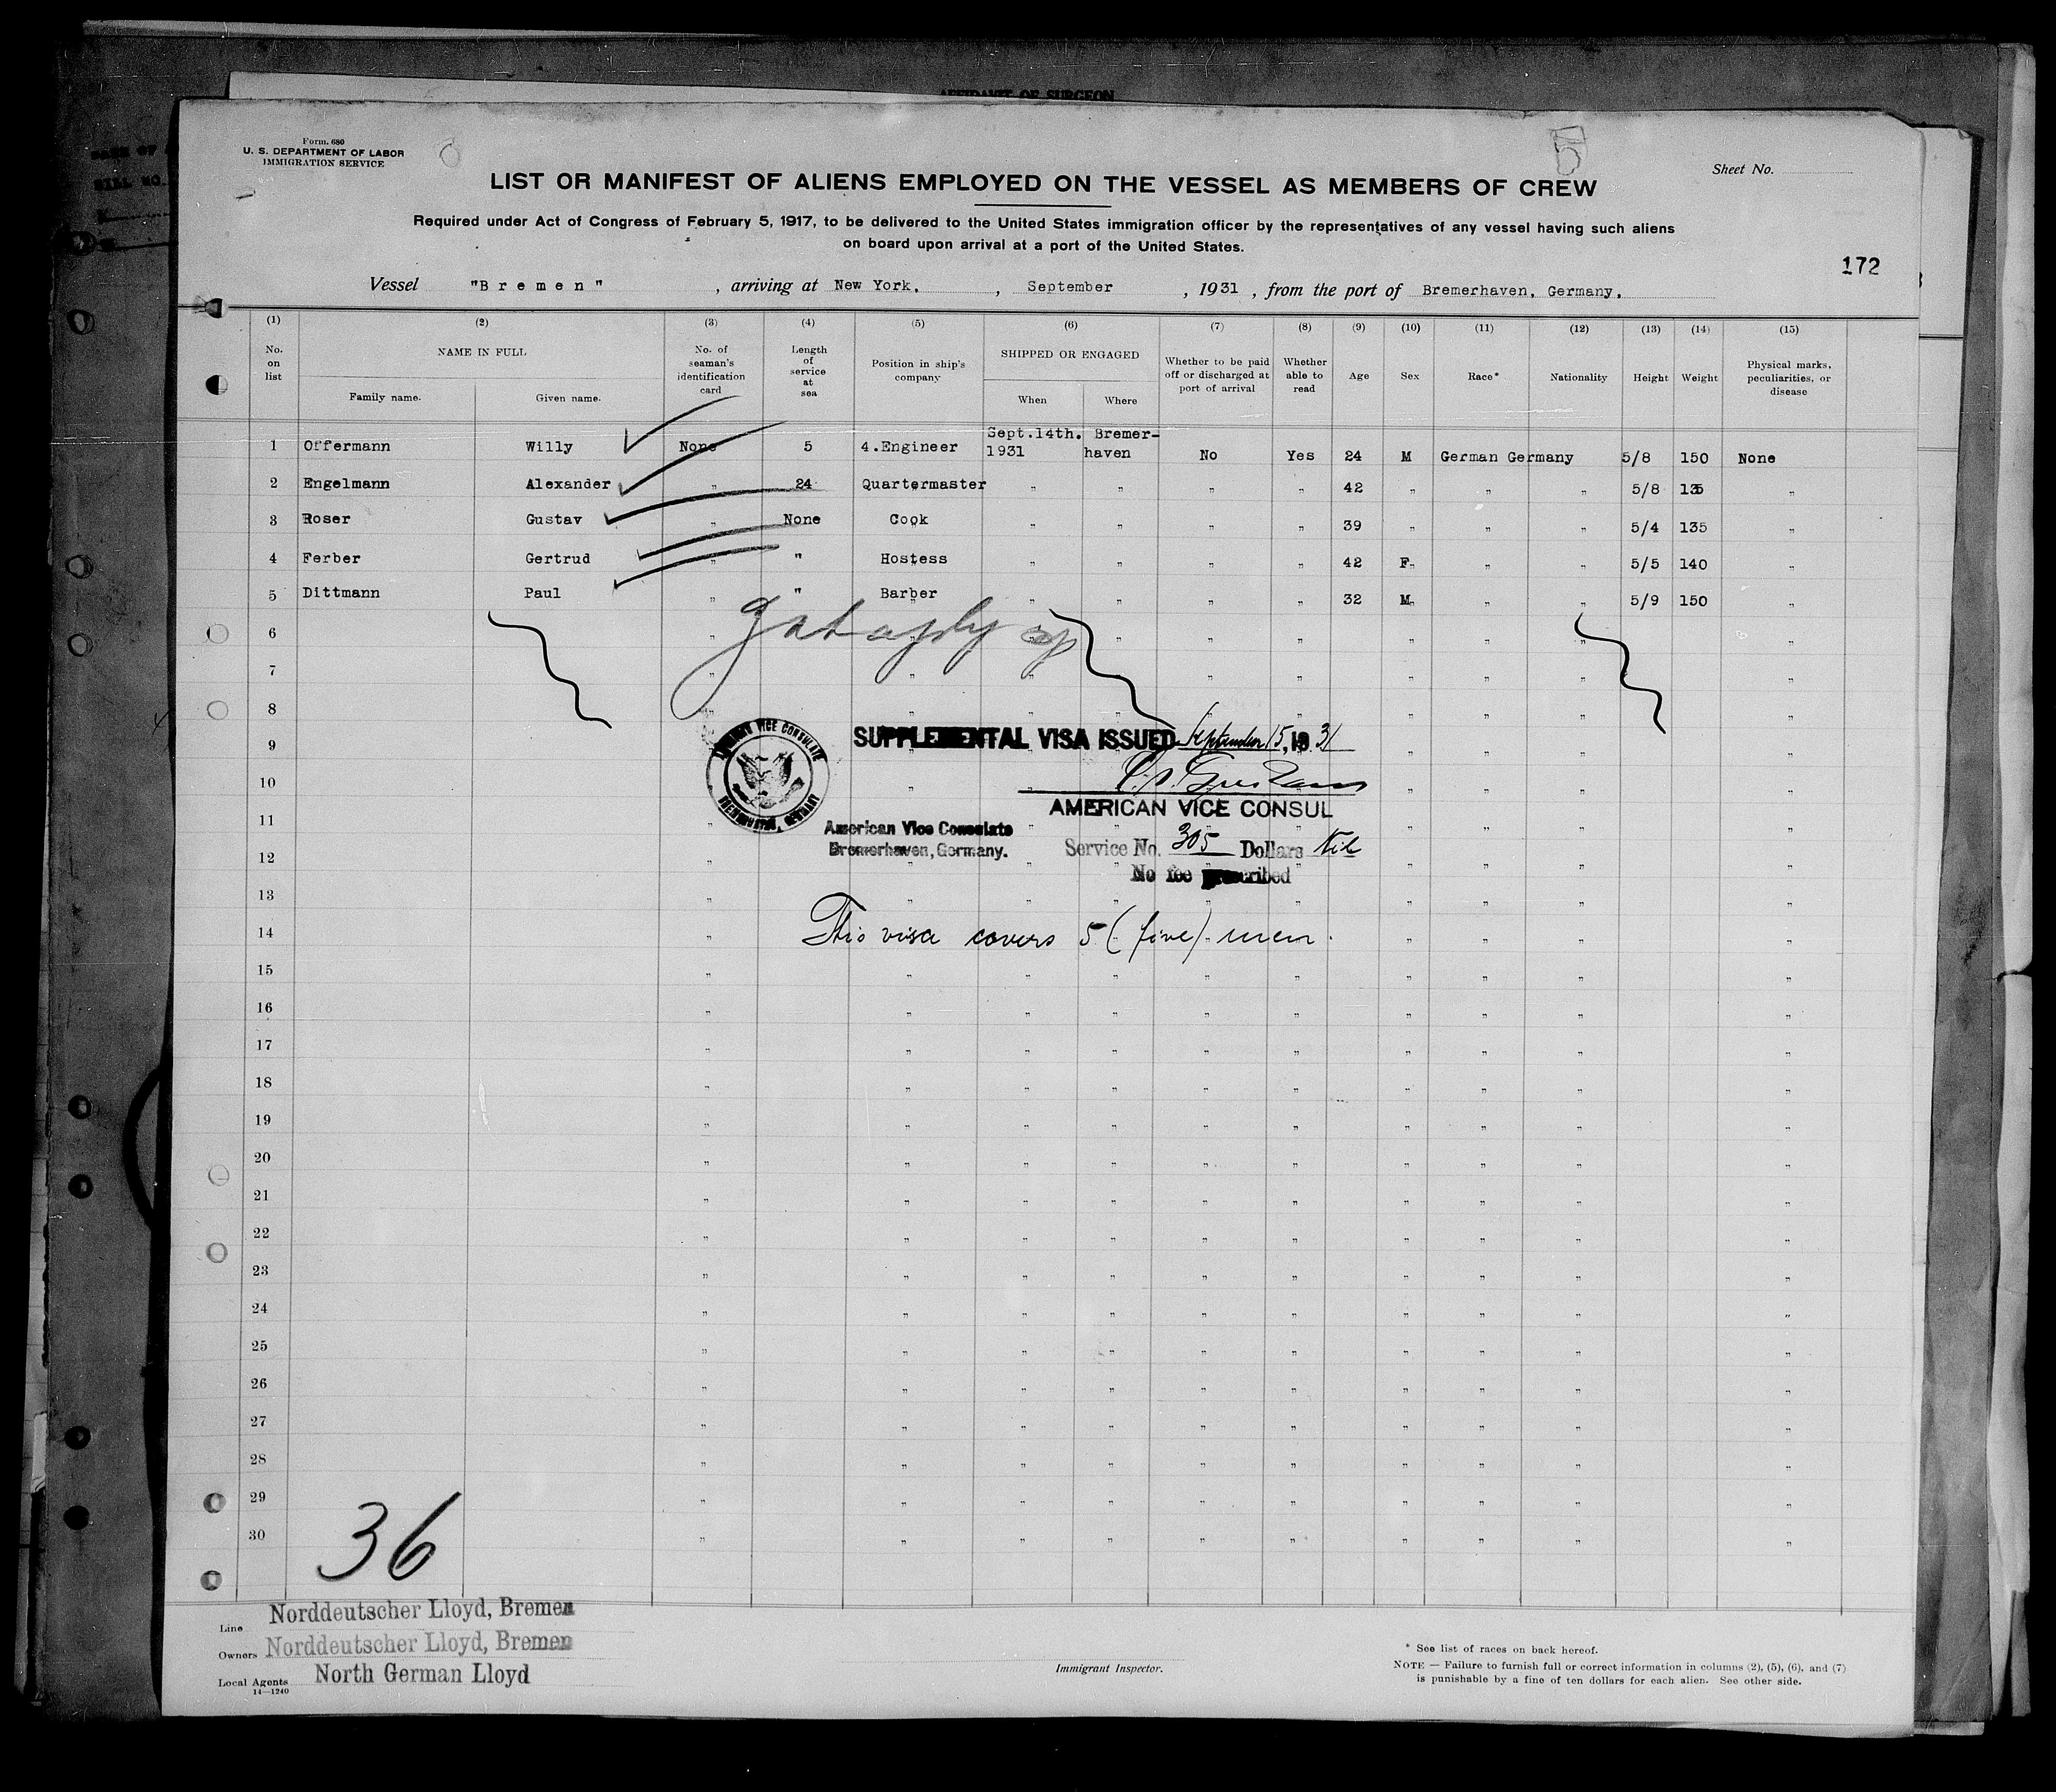 AFFIDAVIT OF SURGEON
Form. 680
U. S. DEPARTMENT OF LABOR
IMMIGRATION SERVICE
5
Sheet No.
LIST OR MANIFEST OF ALIENS EMPLOYED ON THE VESSEL AS MEMBERS OF CREW
Required under Act of Congress of February 5, 1917, to be delivered to the United States immigration officer by the representatives of any vessel having such aliens
on board upon arrival at a port of the United States.
172
Vessel "Bremen" , arriving at New York, , September , 1931 , from the port of Bremerhaven, Germany,
(1) (2) (3) (4) (5) (6) (7) (8) (9) (10) (11) (12) (13) (14) (15)
No. on list NAME IN FULL Family name. Given name. No. of seaman's identification card Length of service at sea Position in ship's company SHIPPED OR ENGAGED When Where Whether to be paid off or discharged at port of arrival Whether able to read Age Sex Race* Nationality Height Weight Physical marks, peculiarities, or disease
1 Offermann Willy None 5 4.Engineer Sept.14th. 1931 Bremer-haven No Yes 24 M German Germany 5/8 150 None
2 Engelmann Alexander " 24 Quartermaster " " " " 42 " " " 5/8 135 "
3 Roser Gustav " None Cook " " " " 39 " " " 5/4 135 "
4 Ferber Gertrud " " Hostess " " " " 42 F " " 5/5 140 "
5 Dittmann Paul " " Barber " " " " 32 M " " 5/9 150 "
6 " " " " " " " " " "
7 " " " " " " " " " "
8 " " " " " " " " "
9
SUPPLEMENTAL VISA ISSUED September 15, 1931
AMERICAN VICE CONSULATE
BREMERHAVEN, GERMANY
10
AMERICAN VICE CONSUL
11
American Vice Consulate
Bremerhaven, Germany.
12
Service No. 305 Dollars Nil
No fee prescribed
13
14 This visa covers 5 (five) men.
15 " " " " " " " " "
16 " " " " " " " " "
17 " " " " " " " " "
18 " " " " " " " " "
19 " " " " " " " " "
20 " " " " " " " " "
21 " " " " " " " " "
22 " " " " " " " " "
23 " " " " " " " " "
24 " " " " " " " " "
25 " " " " " " " " "
26 " " " " " " " " "
27 " " " " " " " " "
28 " " " " " " " " "
29 " " " " " " " " "
30 " " " " " " " " "
36
Line Norddeutscher Lloyd, Bremen
Owners Norddeutscher Lloyd, Bremen
Local Agents North German Lloyd
14—1240
Immigrant Inspector.
* See list of races on back hereof.
NOTE — Failure to furnish full or correct information in columns (2), (5), (6), and (7)
is punishable by a fine of ten dollars for each alien. See other side.